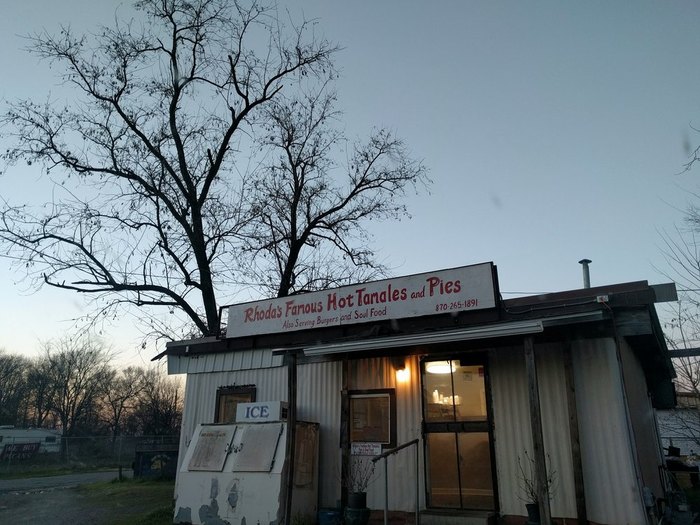 Rhoda's Famous Hot Tamales and Pies
Also Serving Burgers and Soul Food
870-265-1891
ICE